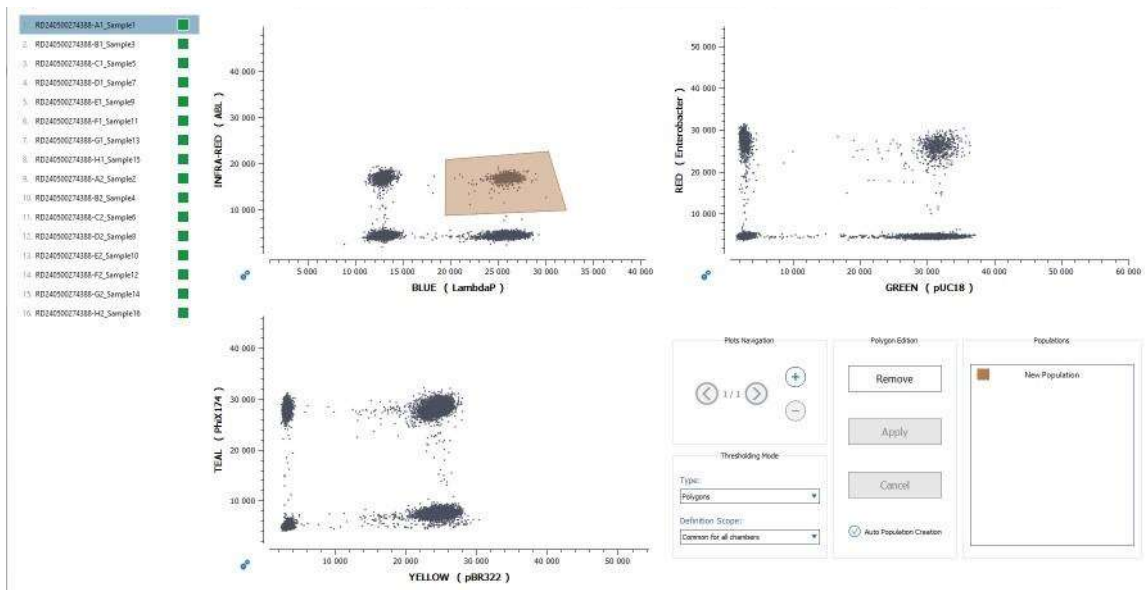 1. RD240500274388-A1_Sample1
2. RD240500274388-B1_Sample3
3. RD240500274388-C1_Sample5
4. RD240500274388-D1_Sample7
5. RD240500274388-E1_Sample9
6. RD240500274388-F1_Sample11
7. RD240500274388-G1_Sample13
8. RD240500274388-H1_Sample15
9. RD240500274388-A2_Sample2
10. RD240500274388-B2_Sample4
11. RD240500274388-C2_Sample6
12. RD240500274388-D2_Sample8
13. RD240500274388-E2_Sample10
14. RD240500274388-F2_Sample12
15. RD240500274388-G2_Sample14
16. RD240500274388-H2_Sample16
INFRA-RED ( ABL )
40 000
30 000
20 000
10 000
5 000 10 000 15 000 20 000 25 000 30 000 35 000 40 000
BLUE ( LambdaP )
RED ( Enterobacter )
50 000
40 000
30 000
20 000
10 000
10 000 20 000 30 000 40 000 50 000 60 000
GREEN ( pUC18 )
TEAL ( PhiX174 )
40 000
30 000
20 000
10 000
10 000 20 000 30 000 40 000 50 000
YELLOW ( pBR322 )
Plots Navigation
1 / 1
Thresholding Mode
Type:
Polygons
Definition Scope:
Common for all chambers
Polygon Edition
Remove
Apply
Cancel
Auto Population Creation
Populations
New Population